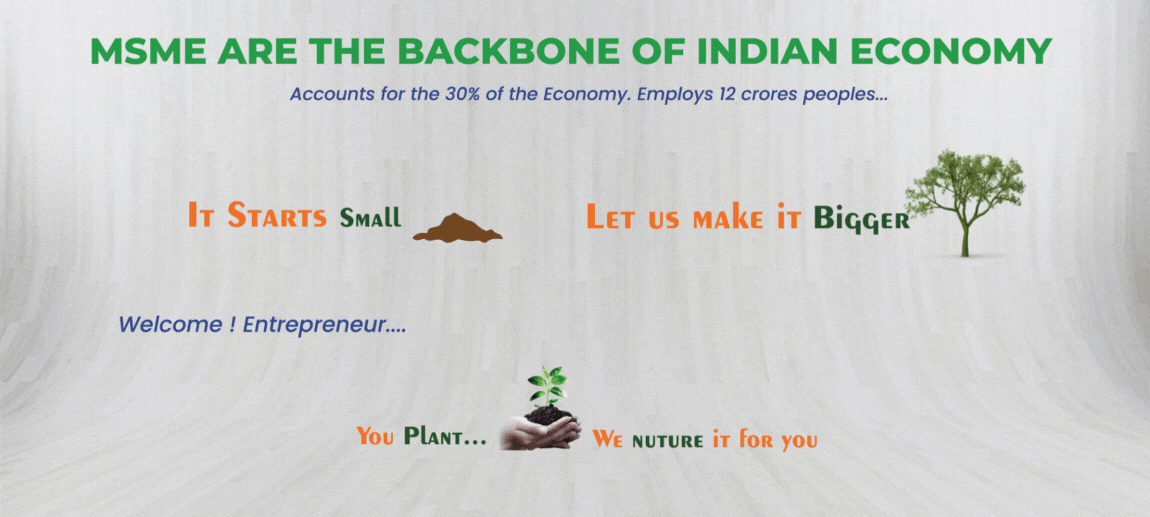 MSME ARE THE BACKBONE OF INDIAN ECONOMY
Accounts for the 30% of the Economy. Employs 12 crores peoples...
It Starts Small
Let us make it Bigger
Welcome ! Entrepreneur....
You Plant...
We nuture it for you